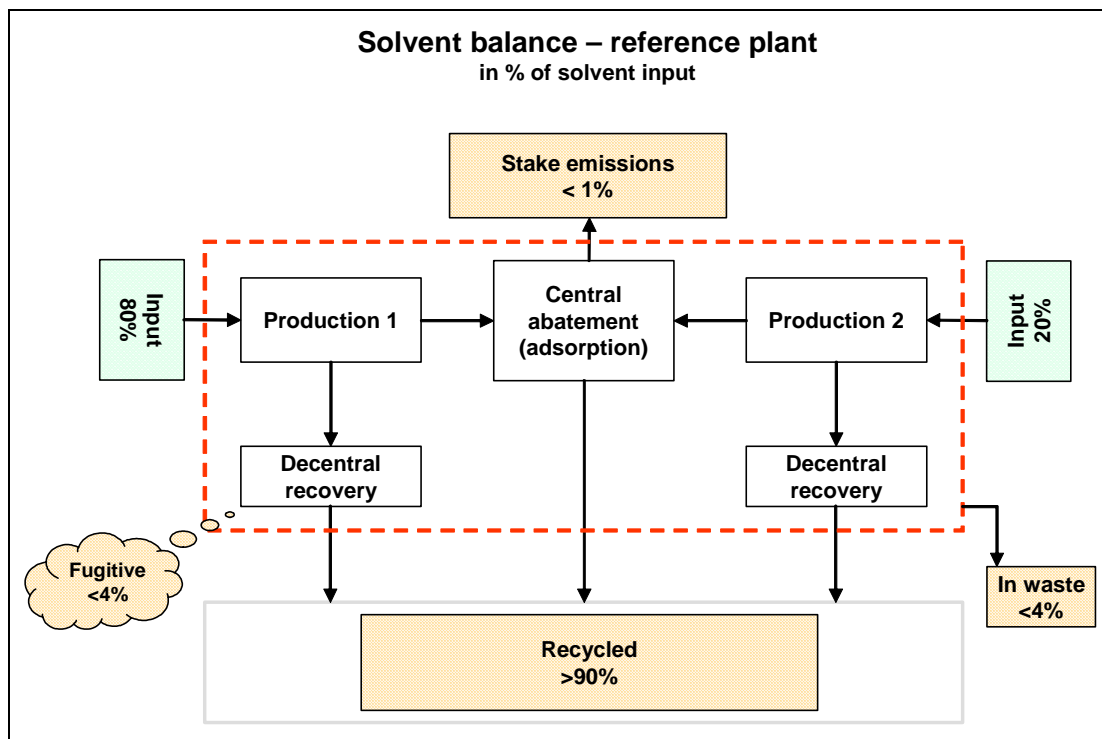 Solvent balance – reference plant
in % of solvent input
Stake emissions
< 1%
Input
80%
Production 1
Central
abatement
(adsorption)
Production 2
Input
20%
Decentral
recovery
Decentral
recovery
Fugitive
<4%
In waste
<4%
Recycled
>90%